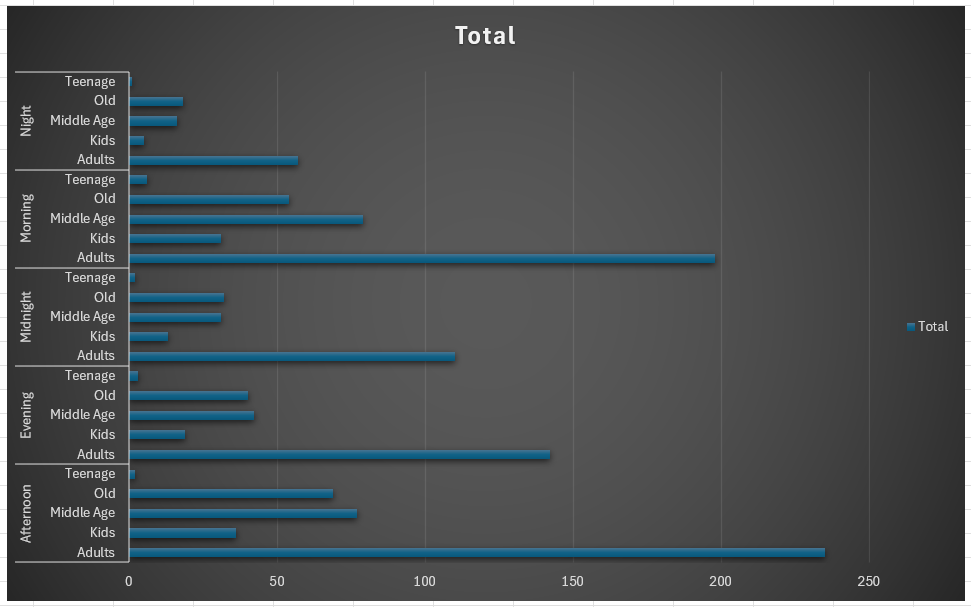 Total
Night
Teenage
Old
Middle Age
Kids
Adults
Morning
Teenage
Old
Middle Age
Kids
Adults
Midnight
Teenage
Old
Middle Age
Kids
Adults
Evening
Teenage
Old
Middle Age
Kids
Adults
Afternoon
Teenage
Old
Middle Age
Kids
Adults
0 50 100 150 200 250
Total